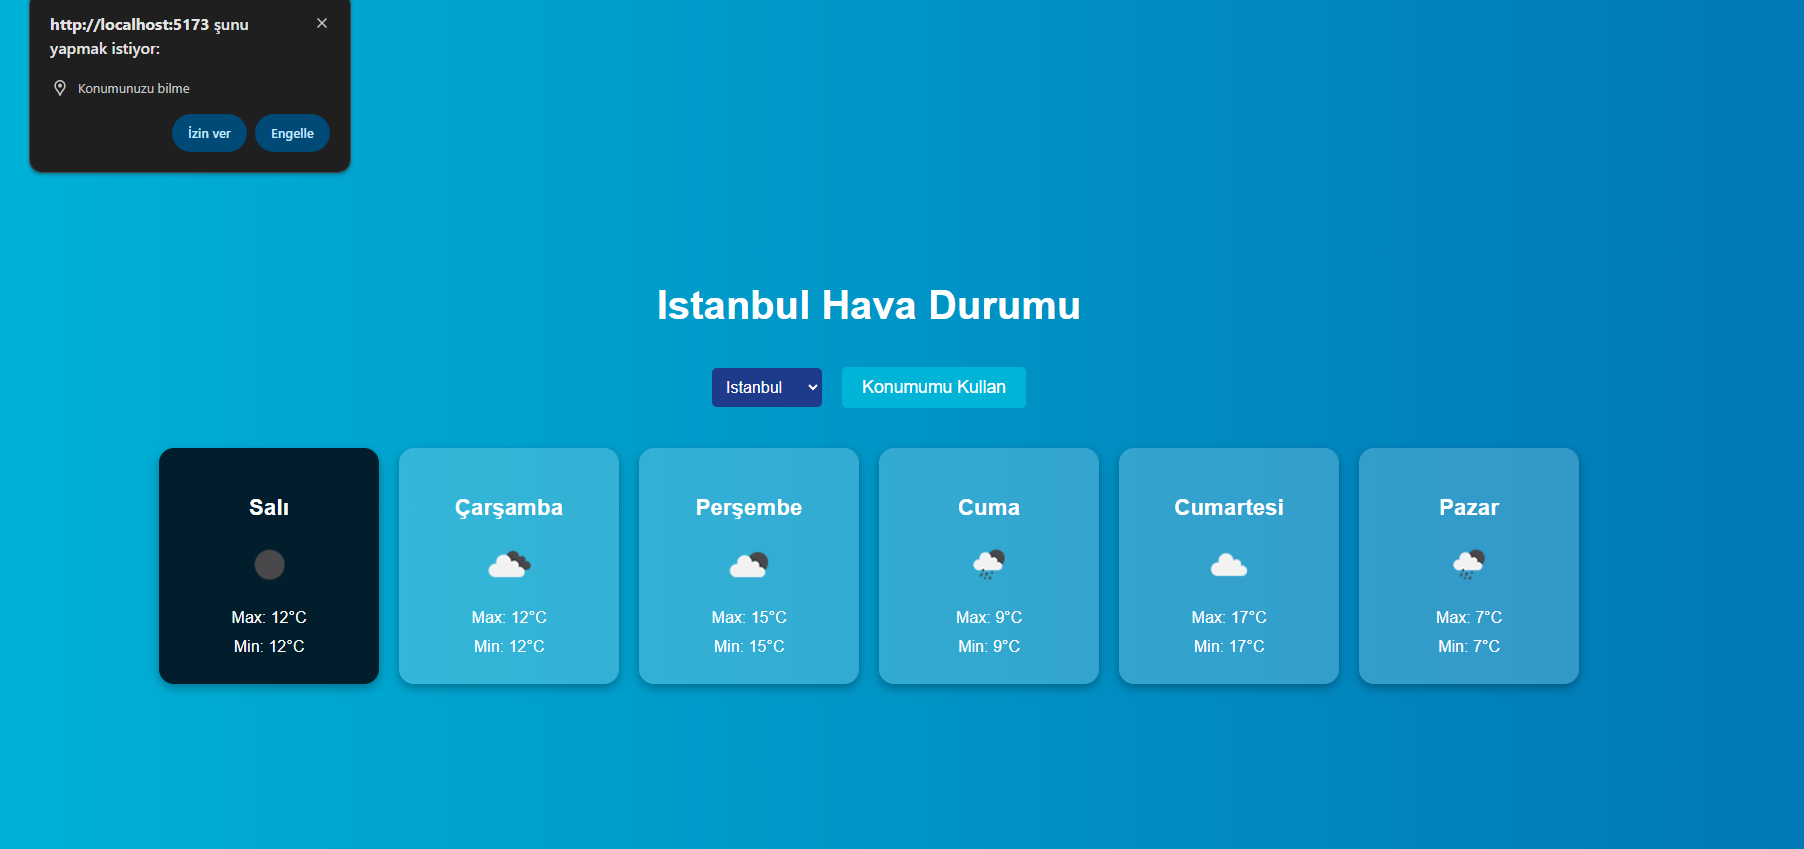 http://localhost:5173 şunu
yapmak istiyor:
Konumunuzu bilme
İzin ver
Engelle
Istanbul Hava Durumu
Istanbul
Konumumu Kullan
Salı
Max: 12°C
Min: 12°C
Çarşamba
Max: 12°C
Min: 12°C
Perşembe
Max: 15°C
Min: 15°C
Cuma
Max: 9°C
Min: 9°C
Cumartesi
Max: 17°C
Min: 17°C
Pazar
Max: 7°C
Min: 7°C